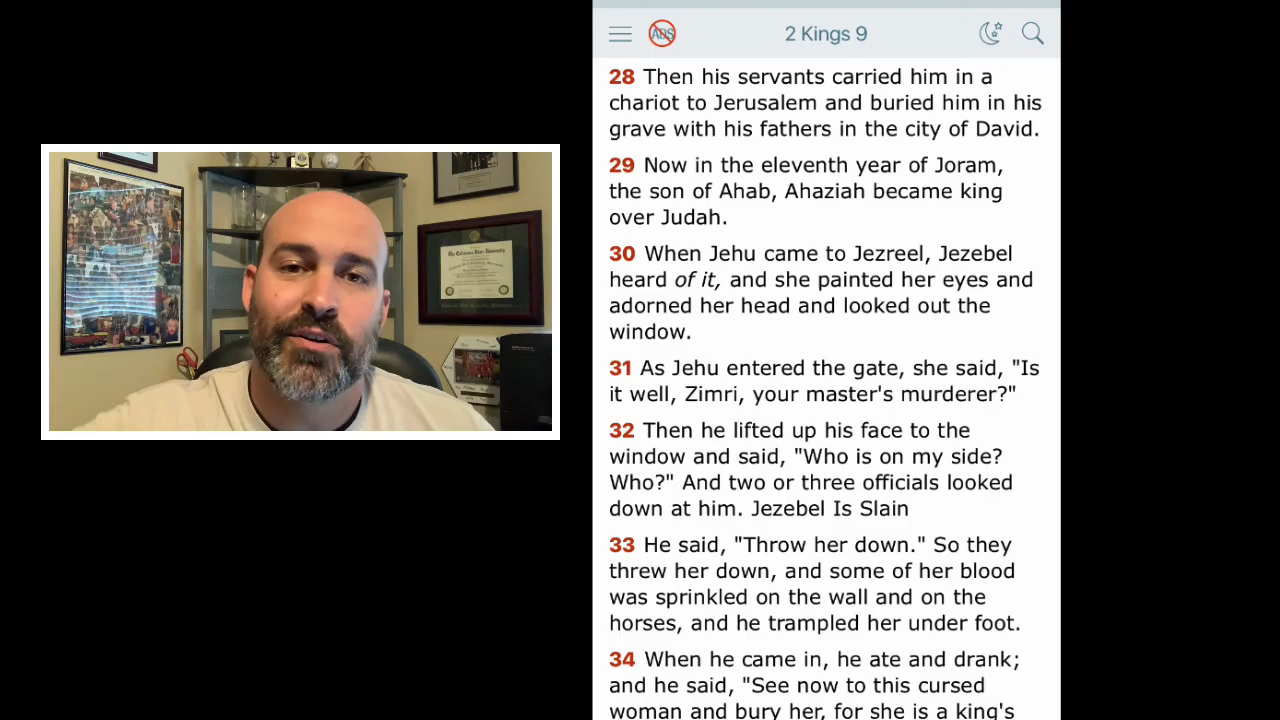 The California State University
ADS
2 Kings 9
28 Then his servants carried him in a
chariot to Jerusalem and buried him in his
grave with his fathers in the city of David.
29 Now in the eleventh year of Joram,
the son of Ahab, Ahaziah became king
over Judah.
30 When Jehu came to Jezreel, Jezebel
heard of it, and she painted her eyes and
adorned her head and looked out the
window.
31 As Jehu entered the gate, she said, "Is
it well, Zimri, your master's murderer?"
32 Then he lifted up his face to the
window and said, "Who is on my side?
Who?" And two or three officials looked
down at him. Jezebel Is Slain
33 He said, "Throw her down." So they
threw her down, and some of her blood
was sprinkled on the wall and on the
horses, and he trampled her under foot.
34 When he came in, he ate and drank;
and he said, "See now to this cursed
woman and bury her, for she is a king's